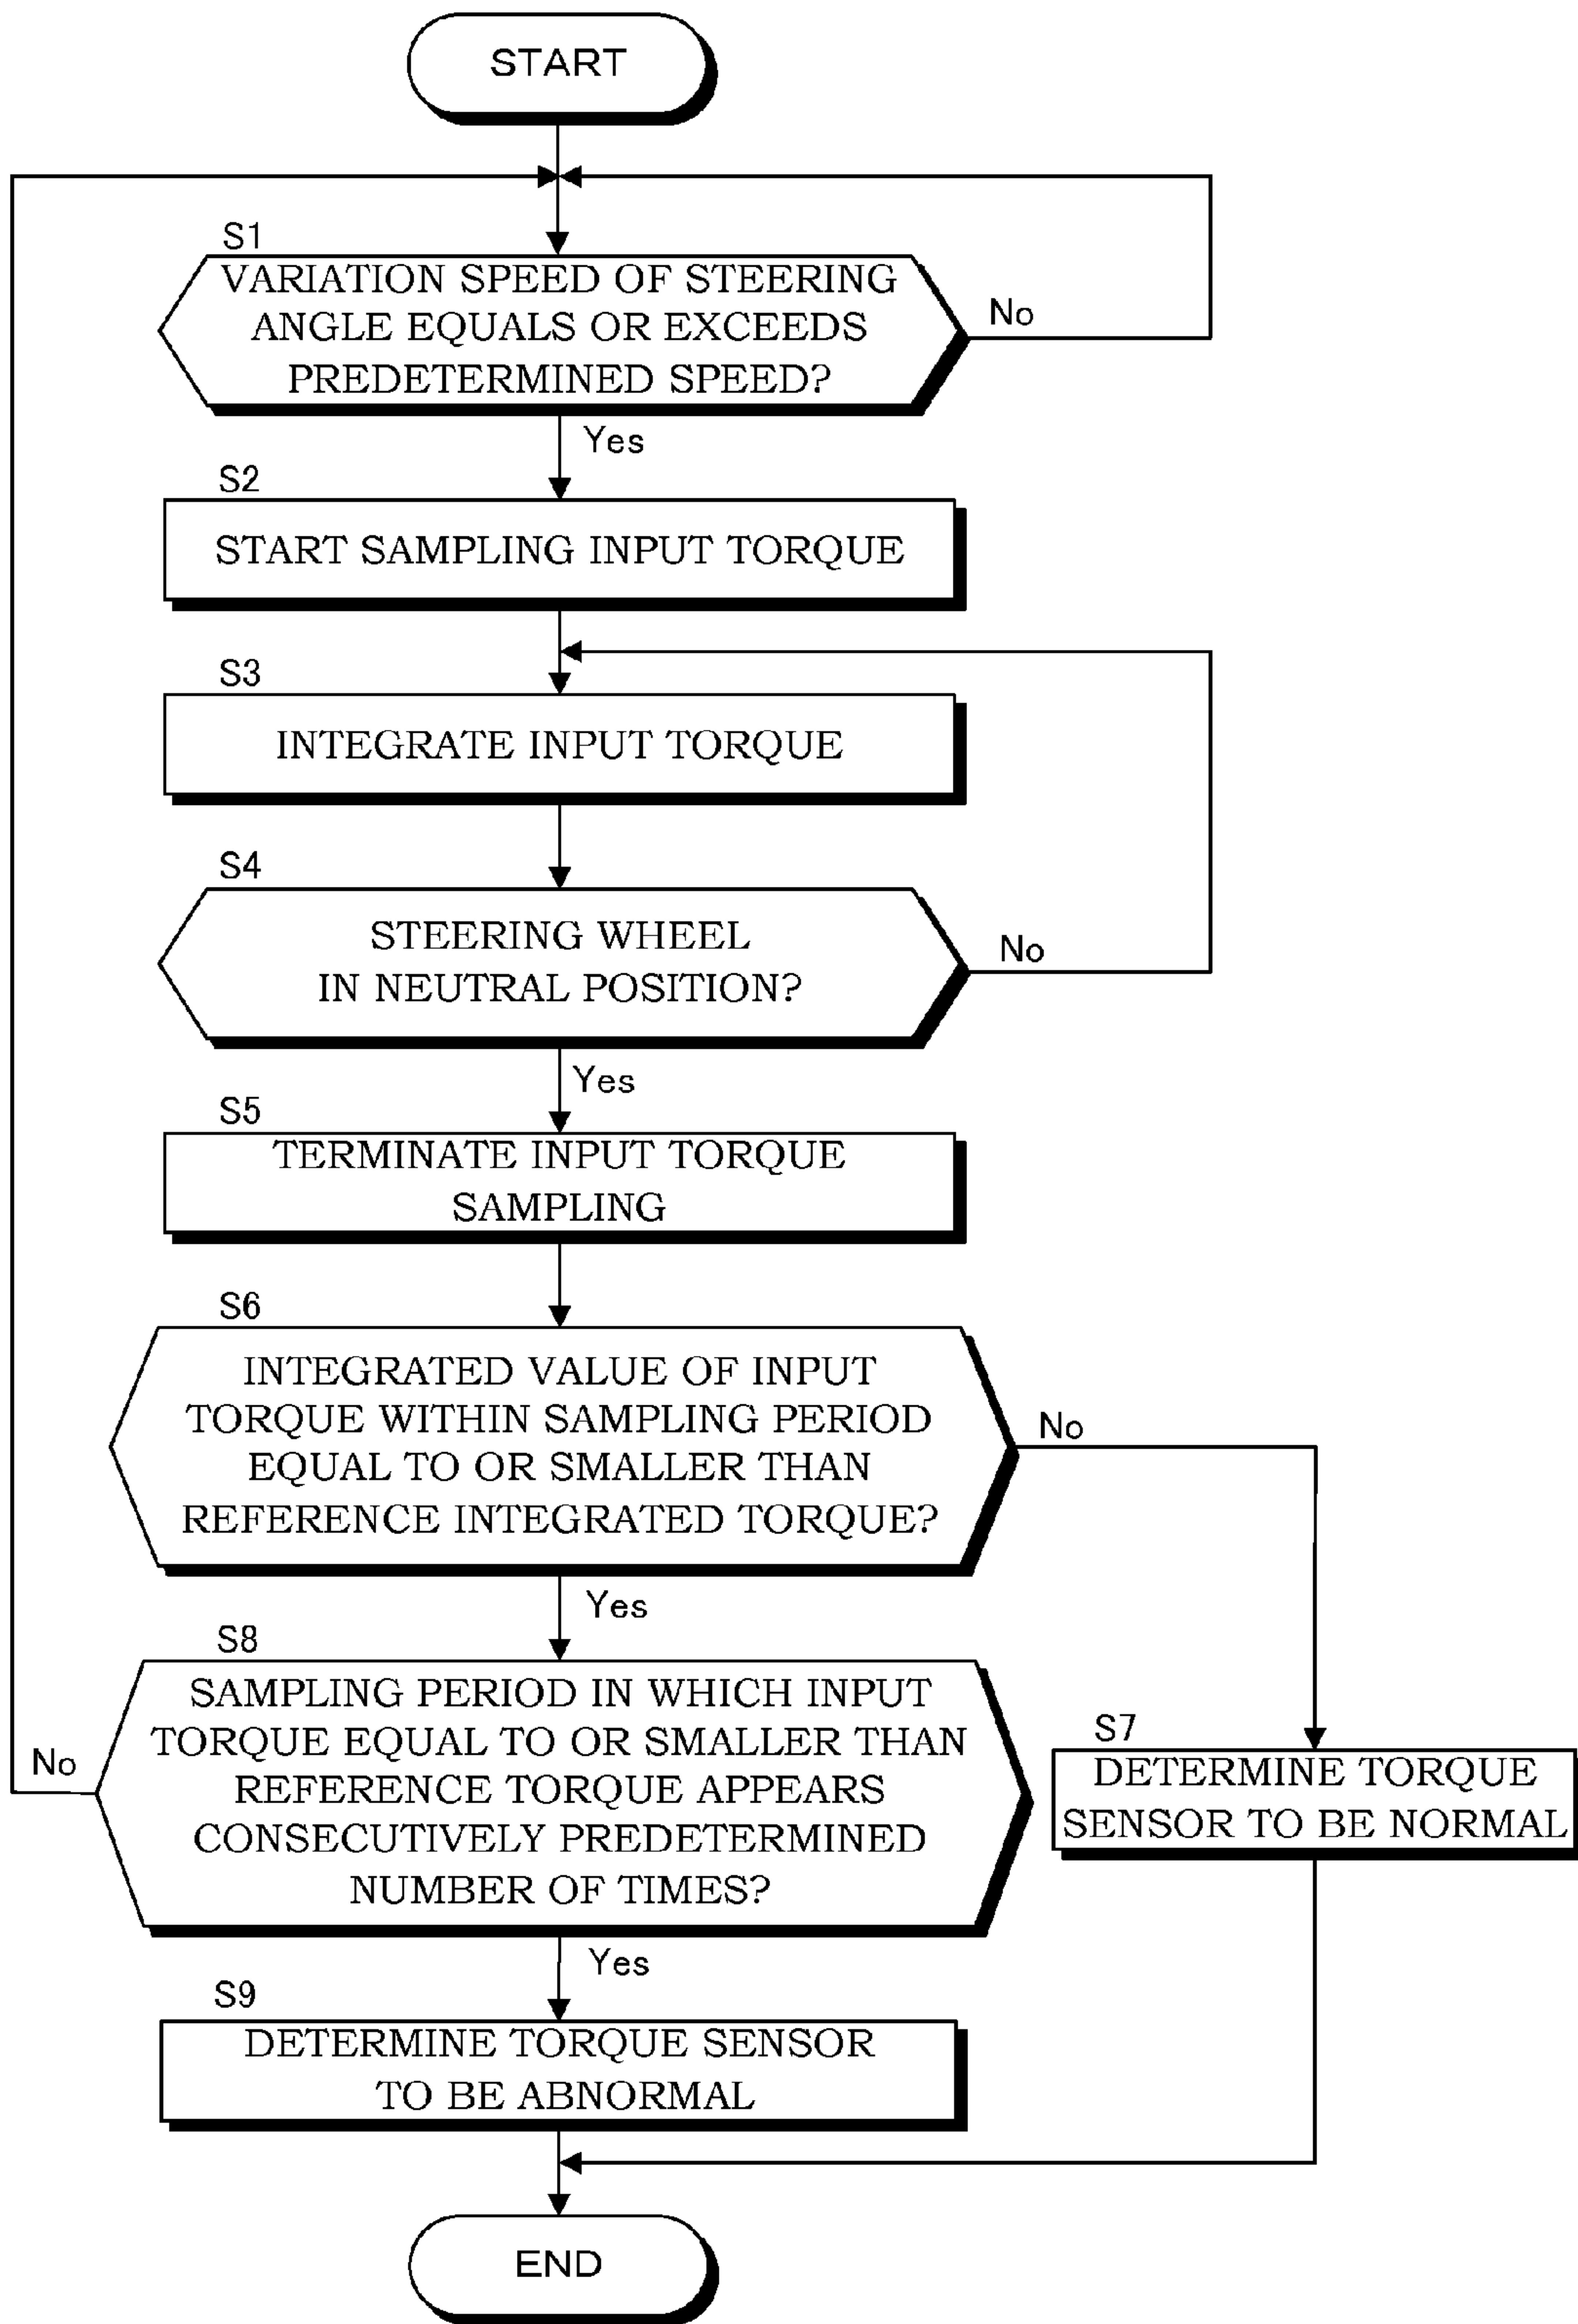 START
S1
VARIATION SPEED OF STEERING
ANGLE EQUALS OR EXCEEDS
PREDETERMINED SPEED?
No
Yes
S2
START SAMPLING INPUT TORQUE
S3
INTEGRATE INPUT TORQUE
S4
STEERING WHEEL
IN NEUTRAL POSITION?
No
Yes
S5
TERMINATE INPUT TORQUE
SAMPLING
S6
INTEGRATED VALUE OF INPUT
TORQUE WITHIN SAMPLING PERIOD
EQUAL TO OR SMALLER THAN
REFERENCE INTEGRATED TORQUE?
No
Yes
S8
SAMPLING PERIOD IN WHICH INPUT
TORQUE EQUAL TO OR SMALLER THAN
REFERENCE TORQUE APPEARS
CONSECUTIVELY PREDETERMINED
NUMBER OF TIMES?
No
Yes
S7
DETERMINE TORQUE
SENSOR TO BE NORMAL
S9
DETERMINE TORQUE SENSOR
TO BE ABNORMAL
END